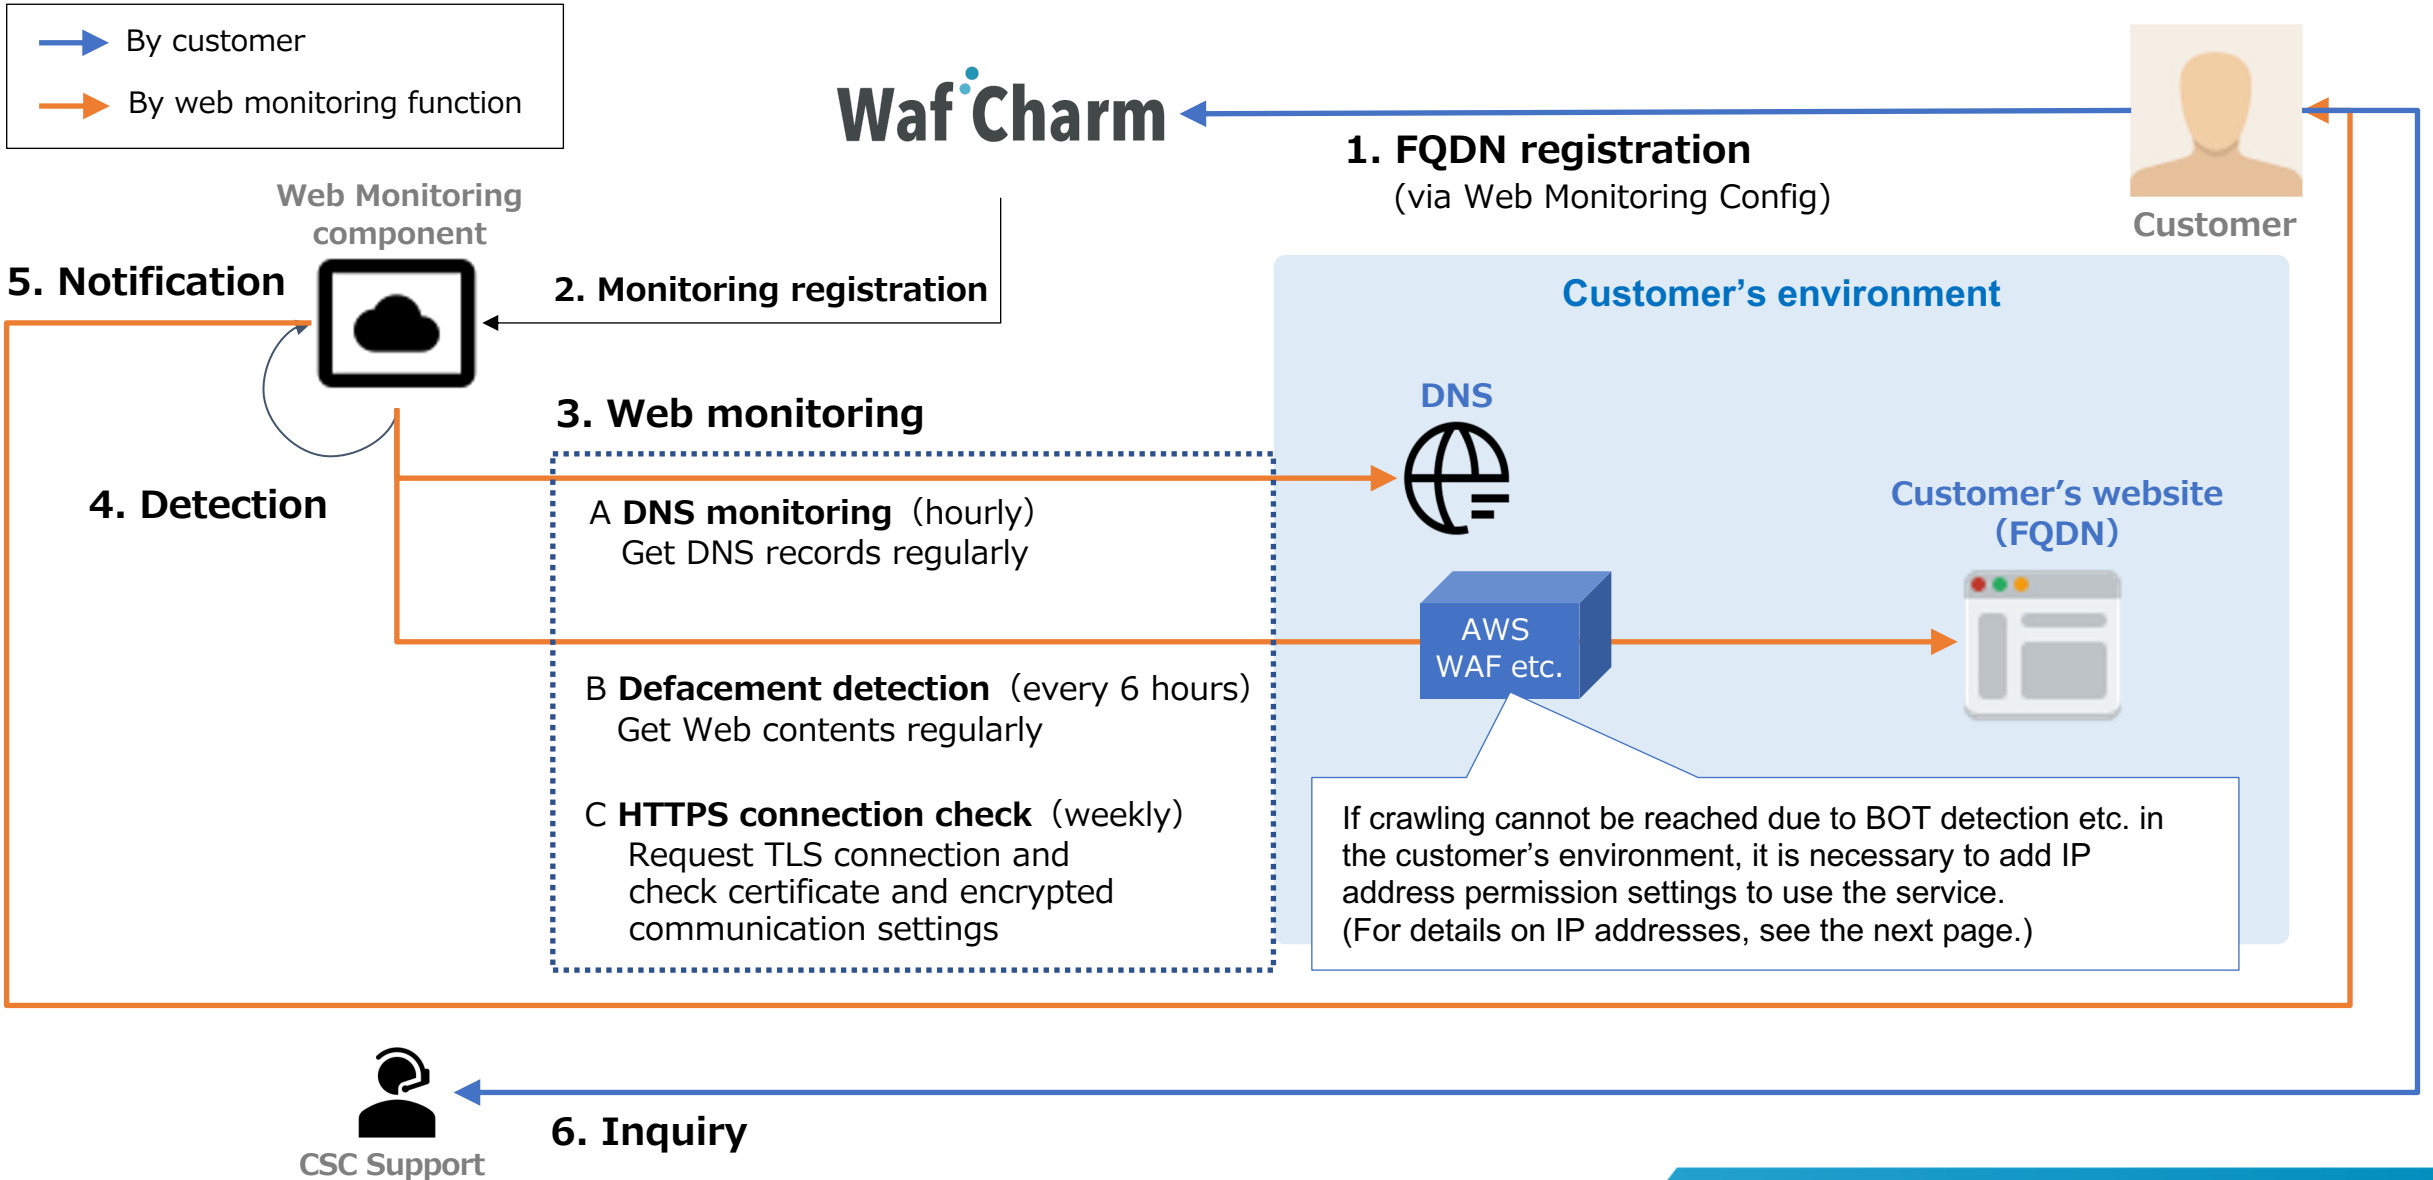 By customer
By web monitoring function
WafCharm
1. FQDN registration
(via Web Monitoring Config)
Customer
Web Monitoring
component
5. Notification
2. Monitoring registration
Customer’s environment
3. Web monitoring
DNS
4. Detection
A DNS monitoring（hourly）
Get DNS records regularly
Customer’s website
（FQDN）
AWS
WAF etc.
B Defacement detection（every 6 hours）
Get Web contents regularly
C HTTPS connection check（weekly）
Request TLS connection and
check certificate and encrypted
communication settings
If crawling cannot be reached due to BOT detection etc. in
the customer’s environment, it is necessary to add IP
address permission settings to use the service.
(For details on IP addresses, see the next page.)
6. Inquiry
CSC Support